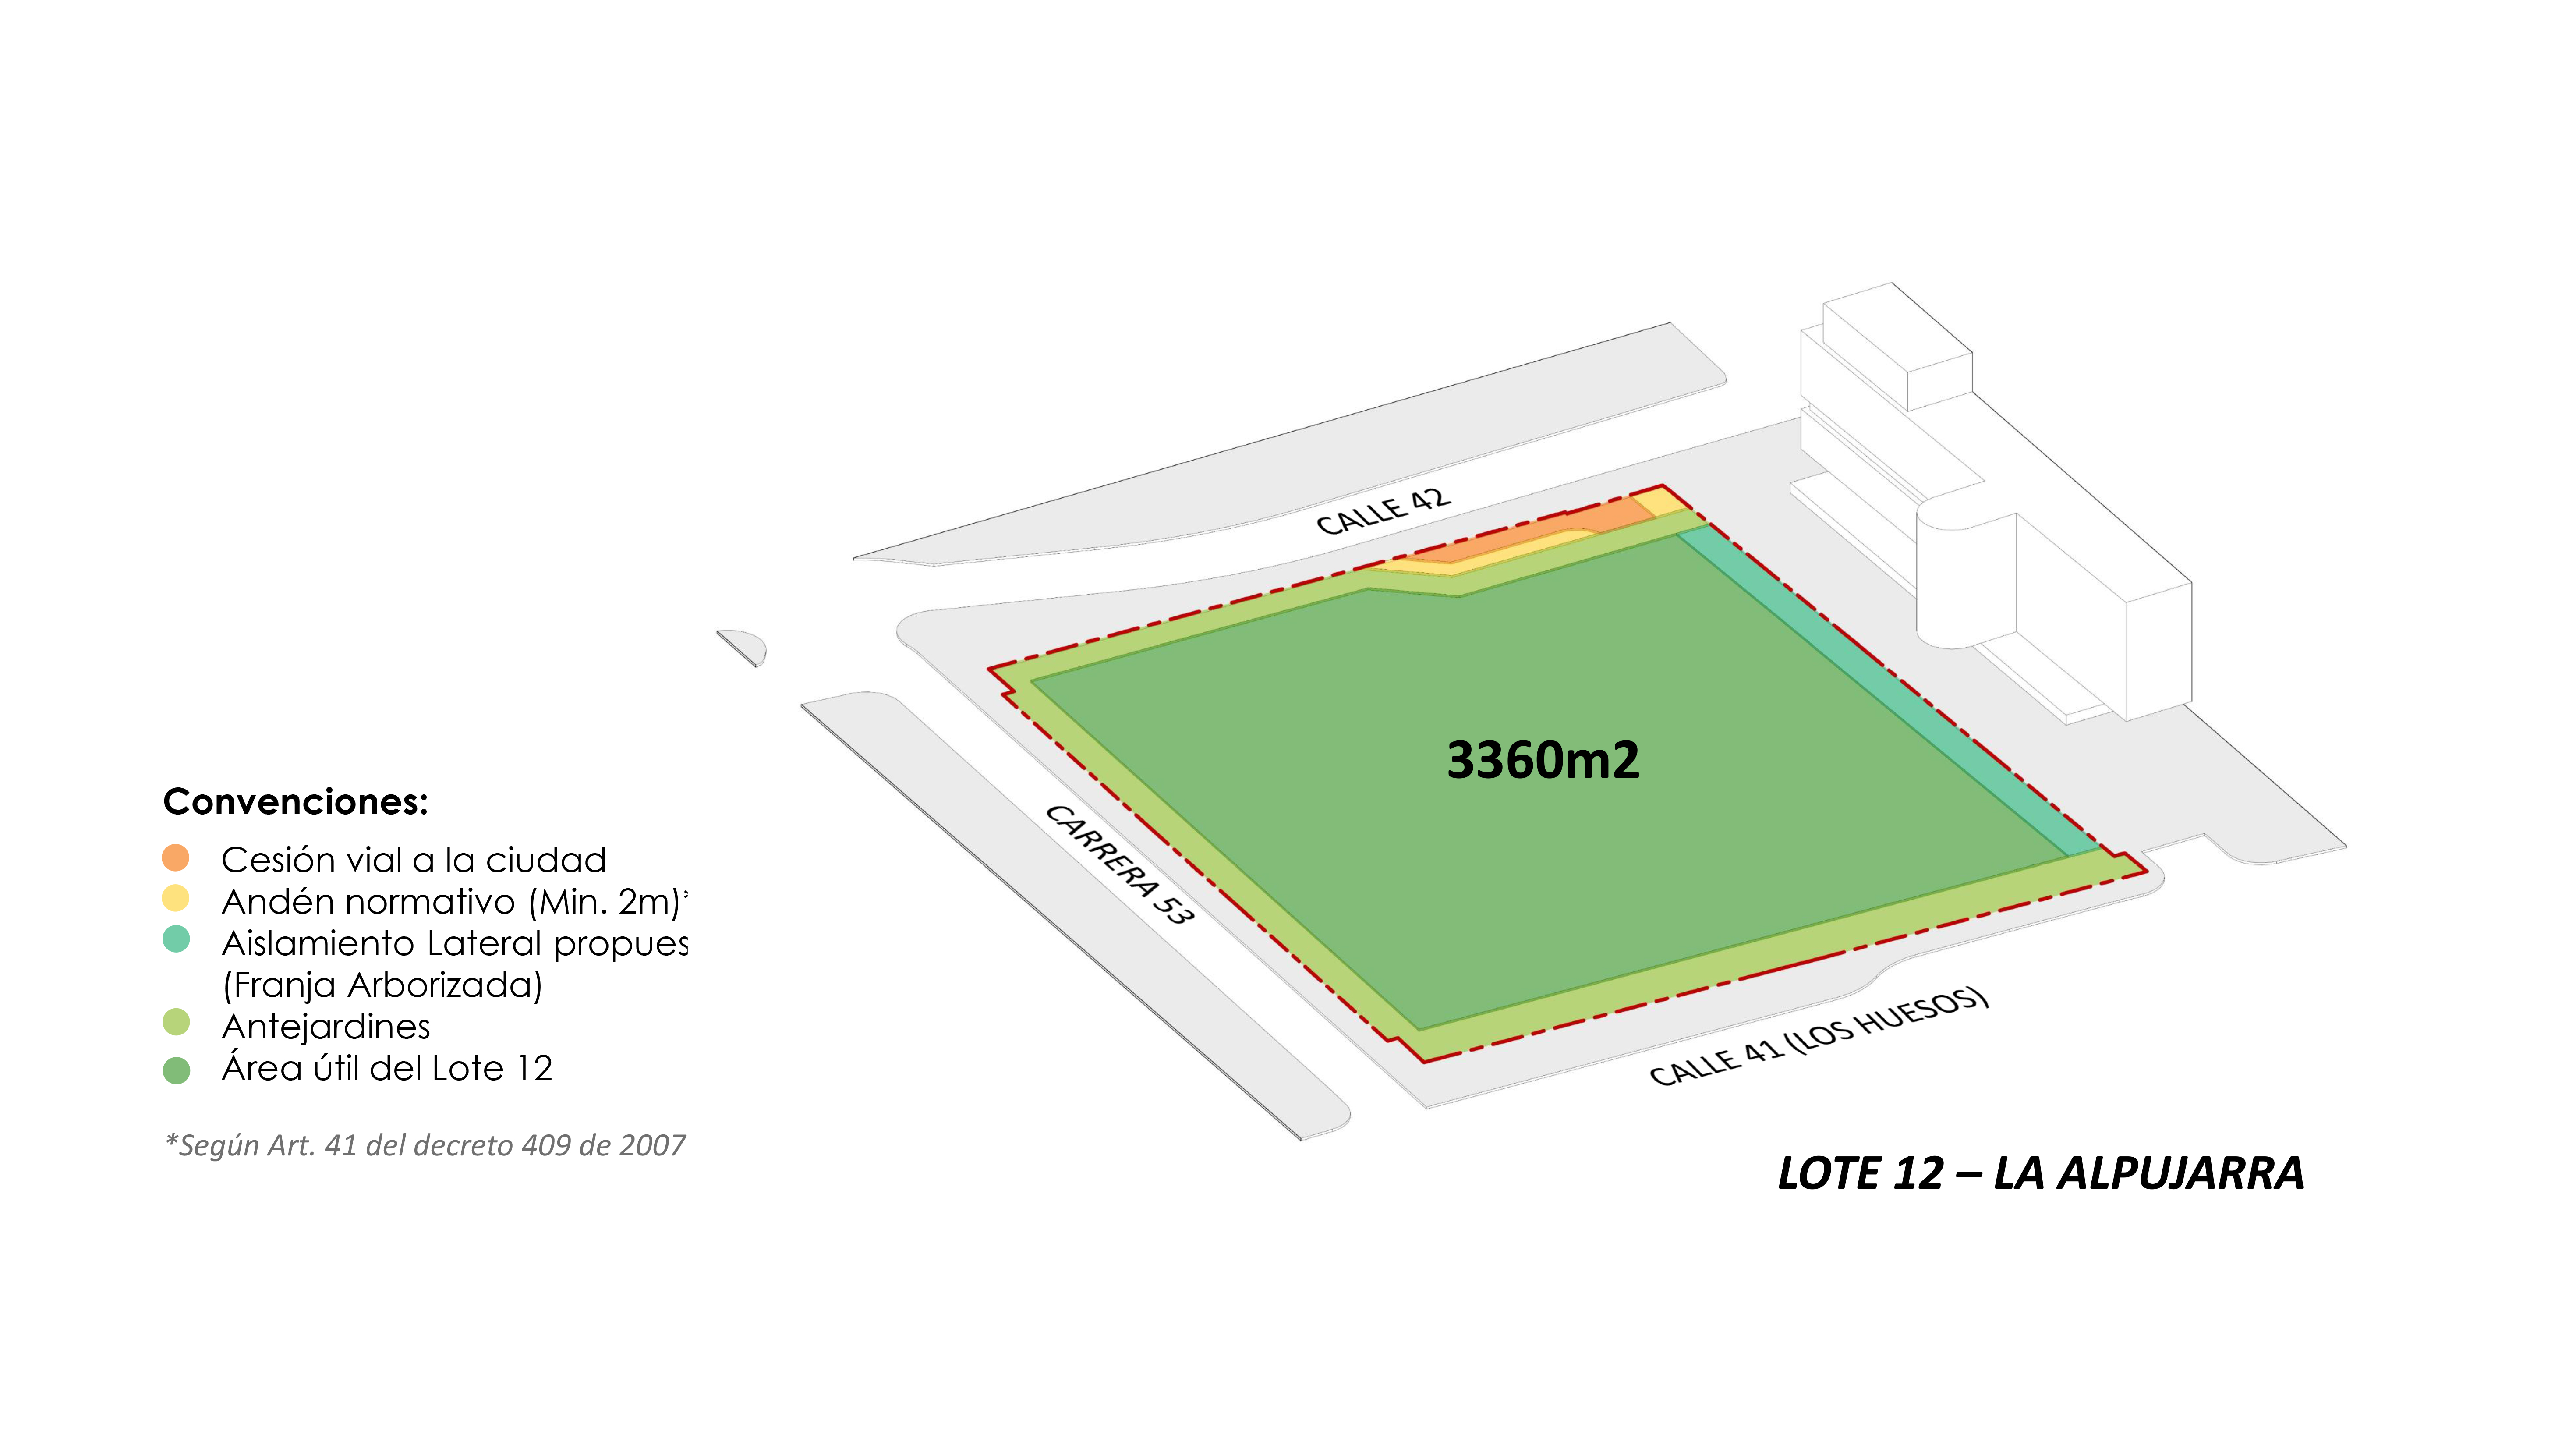 CALLE 42
3360m2
Convenciones:
Cesión vial a la ciudad
Andén normativo (Min. 2m)*
Aislamiento Lateral propues
(Franja Arborizada)
Antejardines
Área útil del Lote 12
*Según Art. 41 del decreto 409 de 2007
CARRERA 53
CALLE 41 (LOS HUESOS)
LOTE 12 – LA ALPUJARRA